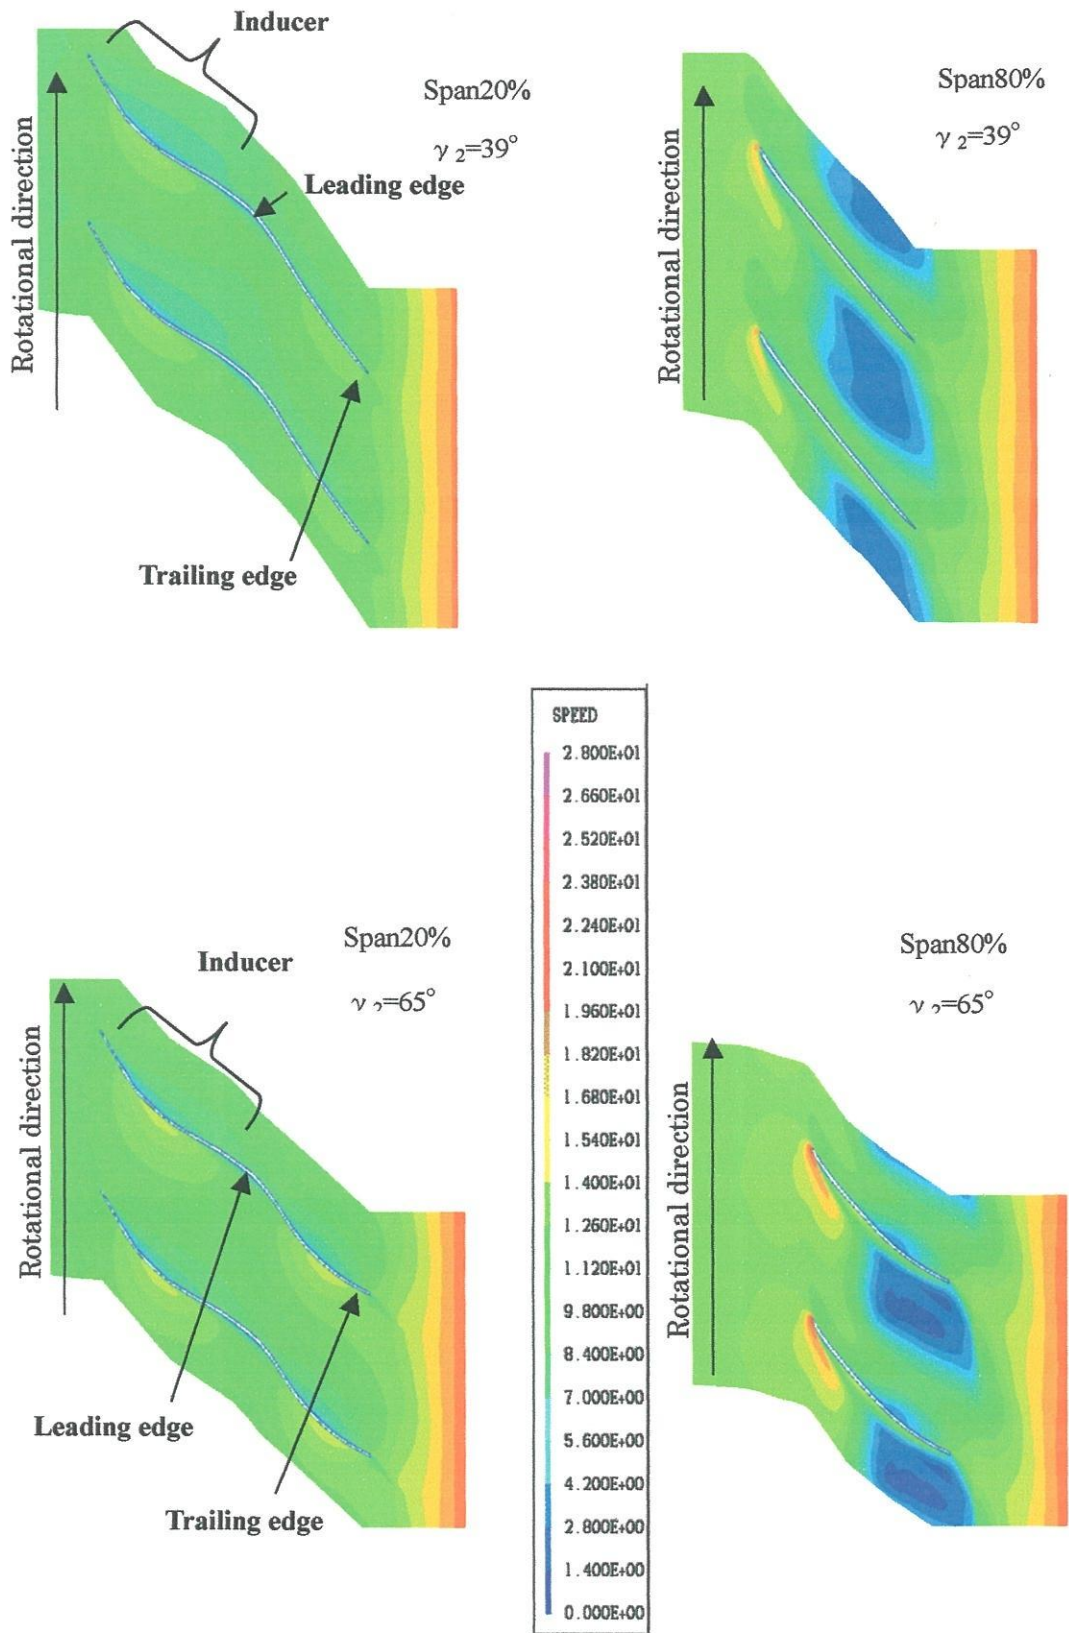 Inducer
Span20%
γ 2=39°
Leading edge
Rotational direction
Trailing edge
Span80%
γ 2=39°
Rotational direction
SPEED
2.800E+01
2.660E+01
2.520E+01
2.380E+01
2.240E+01
2.100E+01
1.960E+01
1.820E+01
1.680E+01
1.540E+01
1.400E+01
1.260E+01
1.120E+01
9.800E+00
8.400E+00
7.000E+00
5.600E+00
4.200E+00
2.800E+00
1.400E+00
0.000E+00
Span20%
Inducer
γ 2=65°
Rotational direction
Leading edge
Trailing edge
Span80%
γ 2=65°
Rotational direction